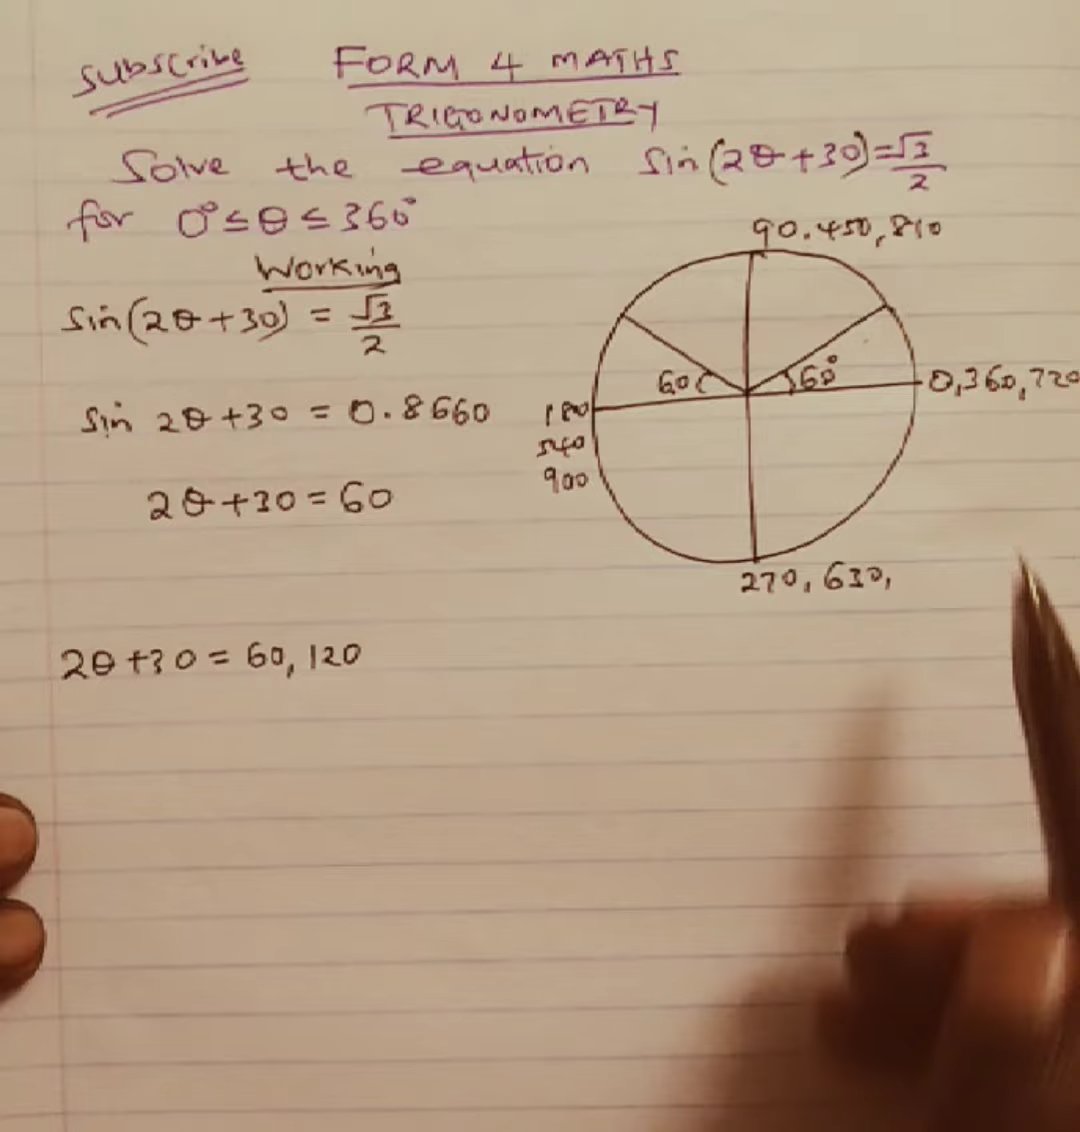 Subscribe FORM 4 MATHS
TRIGONOMETRY
Solve the equation Sin(2θ+30)=√3/2
for 0°≤θ≤360°
Working
Sin(2θ+30) = √3/2
Sin 2θ+30 = 0.8660
2θ+30=60
2θ+30=60, 120
90.450,810
60 60° 0,360,720
180
540
900
270, 630,